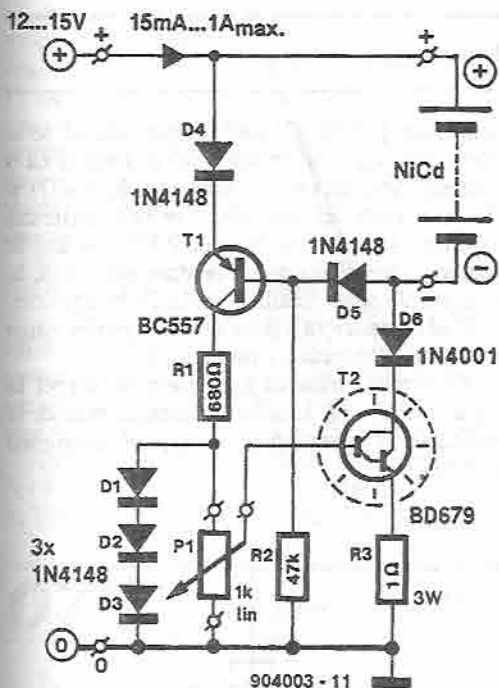 12...15V
15mA...1Amax.
+
+
+
+
D4
NiCd
1N4148
T1
1N4148
−
−
D5
D6
BC557
1N4001
R1
680Ω
T2
D1
BD679
D2
P1
R2
47k
R3
1Ω
3x
1N4148
D3
1k
lin
3W
0
0
904003 - 11